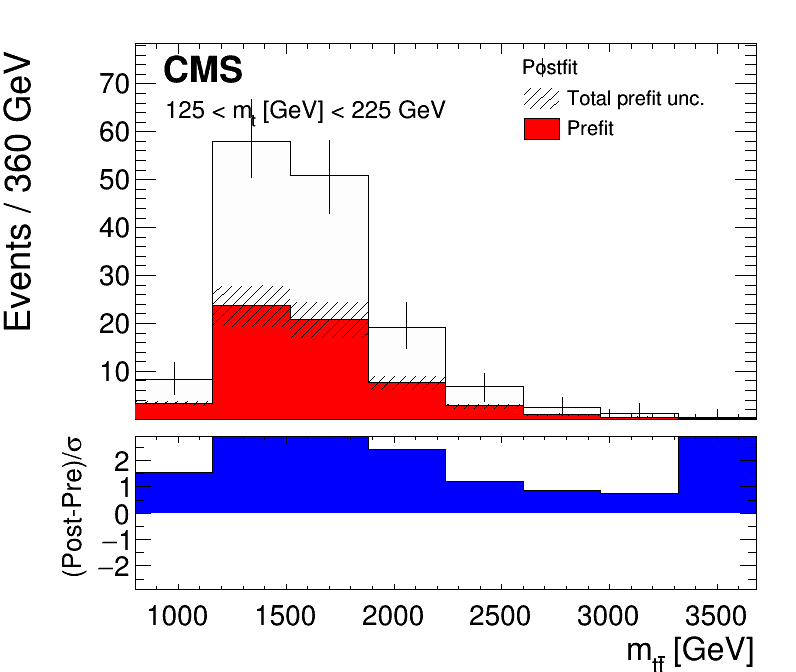 CMS
125 < m_t [GeV] < 225 GeV
Postfit
Total prefit unc.
Prefit
Events / 360 GeV
70
60
50
40
30
20
10
(Post-Pre)/σ
2
1
0
−1
−2
1000 1500 2000 2500 3000 3500
m_tt̅ [GeV]